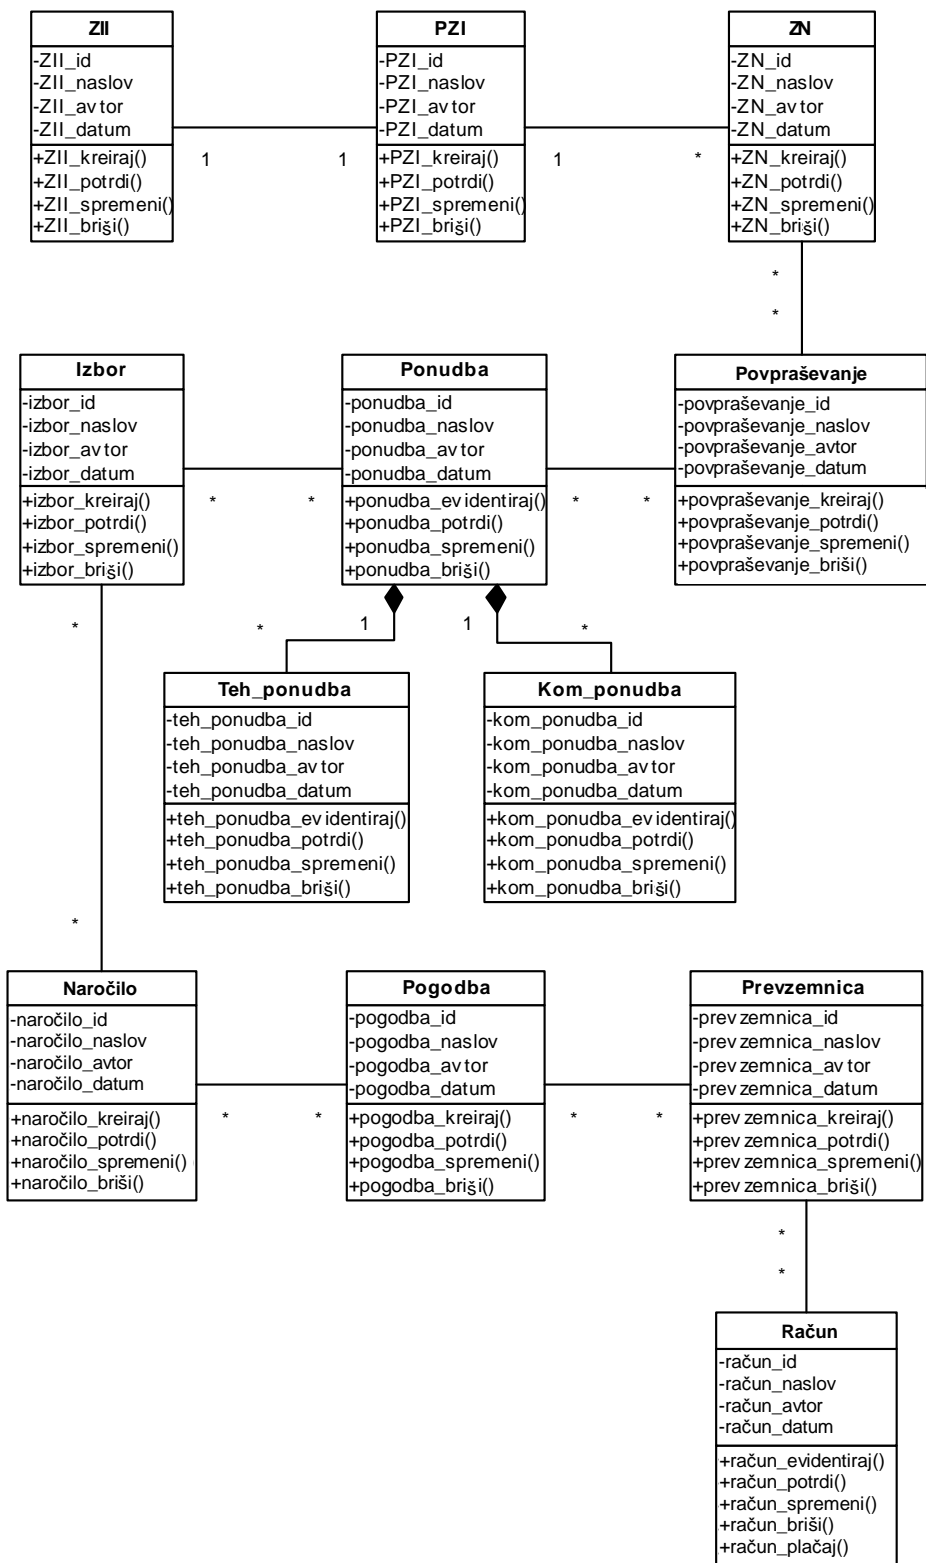 ZII
-ZII_id
-ZII_naslov
-ZII_avtor
-ZII_datum
+ZII_kreiraj()
+ZII_potrdi()
+ZII_spremeni()
+ZII_briši()
1
1
PZI
-PZI_id
-PZI_naslov
-PZI_avtor
-PZI_datum
+PZI_kreiraj()
+PZI_potrdi()
+PZI_spremeni()
+PZI_briši()
1
*
ZN
-ZN_id
-ZN_naslov
-ZN_avtor
-ZN_datum
+ZN_kreiraj()
+ZN_potrdi()
+ZN_spremeni()
+ZN_briši()
*
*
Izbor
-izbor_id
-izbor_naslov
-izbor_avtor
-izbor_datum
+izbor_kreiraj()
+izbor_potrdi()
+izbor_spremeni()
+izbor_briši()
*
*
Ponudba
-ponudba_id
-ponudba_naslov
-ponudba_avtor
-ponudba_datum
+ponudba_evidentiraj()
+ponudba_potrdi()
+ponudba_spremeni()
+ponudba_briši()
*
*
Povpraševanje
-povpraševanje_id
-povpraševanje_naslov
-povpraševanje_avtor
-povpraševanje_datum
+povpraševanje_kreiraj()
+povpraševanje_potrdi()
+povpraševanje_spremeni()
+povpraševanje_briši()
*
*
1
1
*
Teh_ponudba
-teh_ponudba_id
-teh_ponudba_naslov
-teh_ponudba_avtor
-teh_ponudba_datum
+teh_ponudba_evidentiraj()
+teh_ponudba_potrdi()
+teh_ponudba_spremeni()
+teh_ponudba_briši()
Kom_ponudba
-kom_ponudba_id
-kom_ponudba_naslov
-kom_ponudba_avtor
-kom_ponudba_datum
+kom_ponudba_evidentiraj()
+kom_ponudba_potrdi()
+kom_ponudba_spremeni()
+kom_ponudba_briši()
*
Naročilo
-naročilo_id
-naročilo_naslov
-naročilo_avtor
-naročilo_datum
+naročilo_kreiraj()
+naročilo_potrdi()
+naročilo_spremeni()
+naročilo_briši()
*
*
Pogodba
-pogodba_id
-pogodba_naslov
-pogodba_avtor
-pogodba_datum
+pogodba_kreiraj()
+pogodba_potrdi()
+pogodba_spremeni()
+pogodba_briši()
*
*
Prevzemnica
-prevzemnica_id
-prevzemnica_naslov
-prevzemnica_avtor
-prevzemnica_datum
+prevzemnica_kreiraj()
+prevzemnica_potrdi()
+prevzemnica_spremeni()
+prevzemnica_briši()
*
*
Račun
-račun_id
-račun_naslov
-račun_avtor
-račun_datum
+račun_evidentiraj()
+račun_potrdi()
+račun_spremeni()
+račun_briši()
+račun_plačaj()